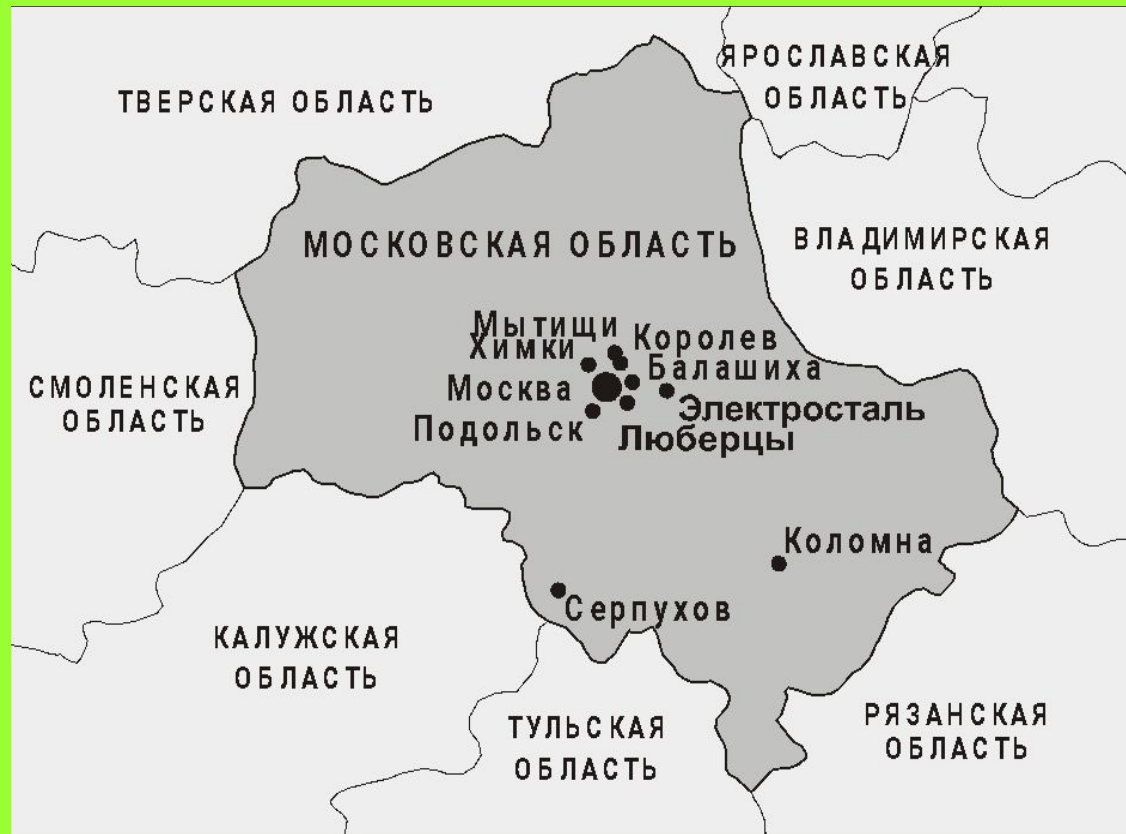 ЯРОСЛАВСКАЯ
ОБЛАСТЬ
ТВЕРСКАЯ ОБЛАСТЬ
МОСКОВСКАЯ ОБЛАСТЬ
ВЛАДИМИРСКАЯ
ОБЛАСТЬ
Мытищи
Королев
Химки
Балашиха
Москва
СМОЛЕНСКАЯ
ОБЛАСТЬ
Электросталь
Подольск
Люберцы
Коломна
Серпухов
КАЛУЖСКАЯ
ОБЛАСТЬ
ТУЛЬСКАЯ
ОБЛАСТЬ
РЯЗАНСКАЯ
ОБЛАСТЬ